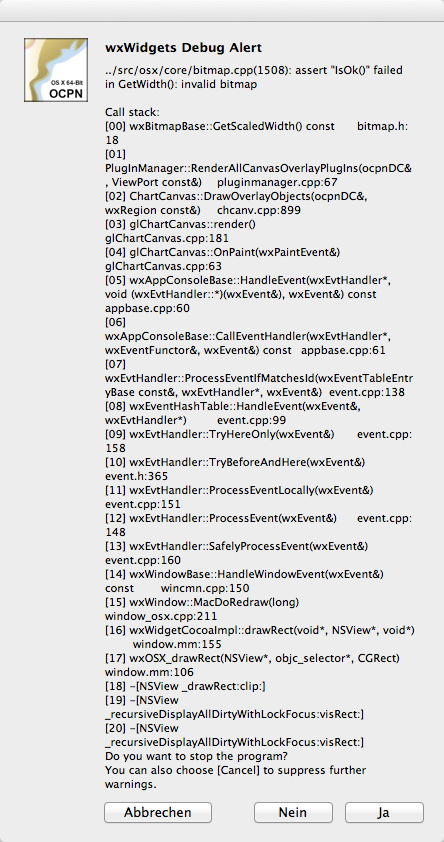 OS X 64-Bit
OCPN
wxWidgets Debug Alert
../src/osx/core/bitmap.cpp(1508): assert "IsOk()" failed
in GetWidth(): invalid bitmap
Call stack:
[00] wxBitmapBase::GetScaledWidth() const bitmap.h:
18
[01]
PlugInManager::RenderAllCanvasOverlayPlugIns(ocpnDC&
, ViewPort const&) pluginmanager.cpp:67
[02] ChartCanvas::DrawOverlayObjects(ocpnDC&,
wxRegion const&) chcanv.cpp:899
[03] glChartCanvas::render()
glChartCanvas.cpp:181
[04] glChartCanvas::OnPaint(wxPaintEvent&)
glChartCanvas.cpp:63
[05] wxAppConsoleBase::HandleEvent(wxEvtHandler*,
void (wxEvtHandler::*)(wxEvent&), wxEvent&) const
appbase.cpp:60
[06]
wxAppConsoleBase::CallEventHandler(wxEvtHandler*,
wxEventFunctor&, wxEvent&) const appbase.cpp:61
[07]
wxEvtHandler::ProcessEventIfMatchesId(wxEventTableEntr
yBase const&, wxEvtHandler*, wxEvent&) event.cpp:138
[08] wxEventHashTable::HandleEvent(wxEvent&,
wxEvtHandler*) event.cpp:99
[09] wxEvtHandler::TryHereOnly(wxEvent&) event.cpp:
158
[10] wxEvtHandler::TryBeforeAndHere(wxEvent&)
event.h:365
[11] wxEvtHandler::ProcessEventLocally(wxEvent&)
event.cpp:151
[12] wxEvtHandler::ProcessEvent(wxEvent&) event.cpp:
148
[13] wxEvtHandler::SafelyProcessEvent(wxEvent&)
event.cpp:160
[14] wxWindowBase::HandleWindowEvent(wxEvent&)
const wincmn.cpp:150
[15] wxWindow::MacDoRedraw(long)
window_osx.cpp:211
[16] wxWidgetCocoaImpl::drawRect(void*, NSView*, void*)
window.mm:155
[17] wxOSX_drawRect(NSView*, objc_selector*, CGRect)
window.mm:106
[18] -[NSView _drawRect:clip:]
[19] -[NSView
_recursiveDisplayAllDirtyWithLockFocus:visRect:]
[20] -[NSView
_recursiveDisplayAllDirtyWithLockFocus:visRect:]
Do you want to stop the program?
You can also choose [Cancel] to suppress further
warnings.
Abbrechen Nein Ja